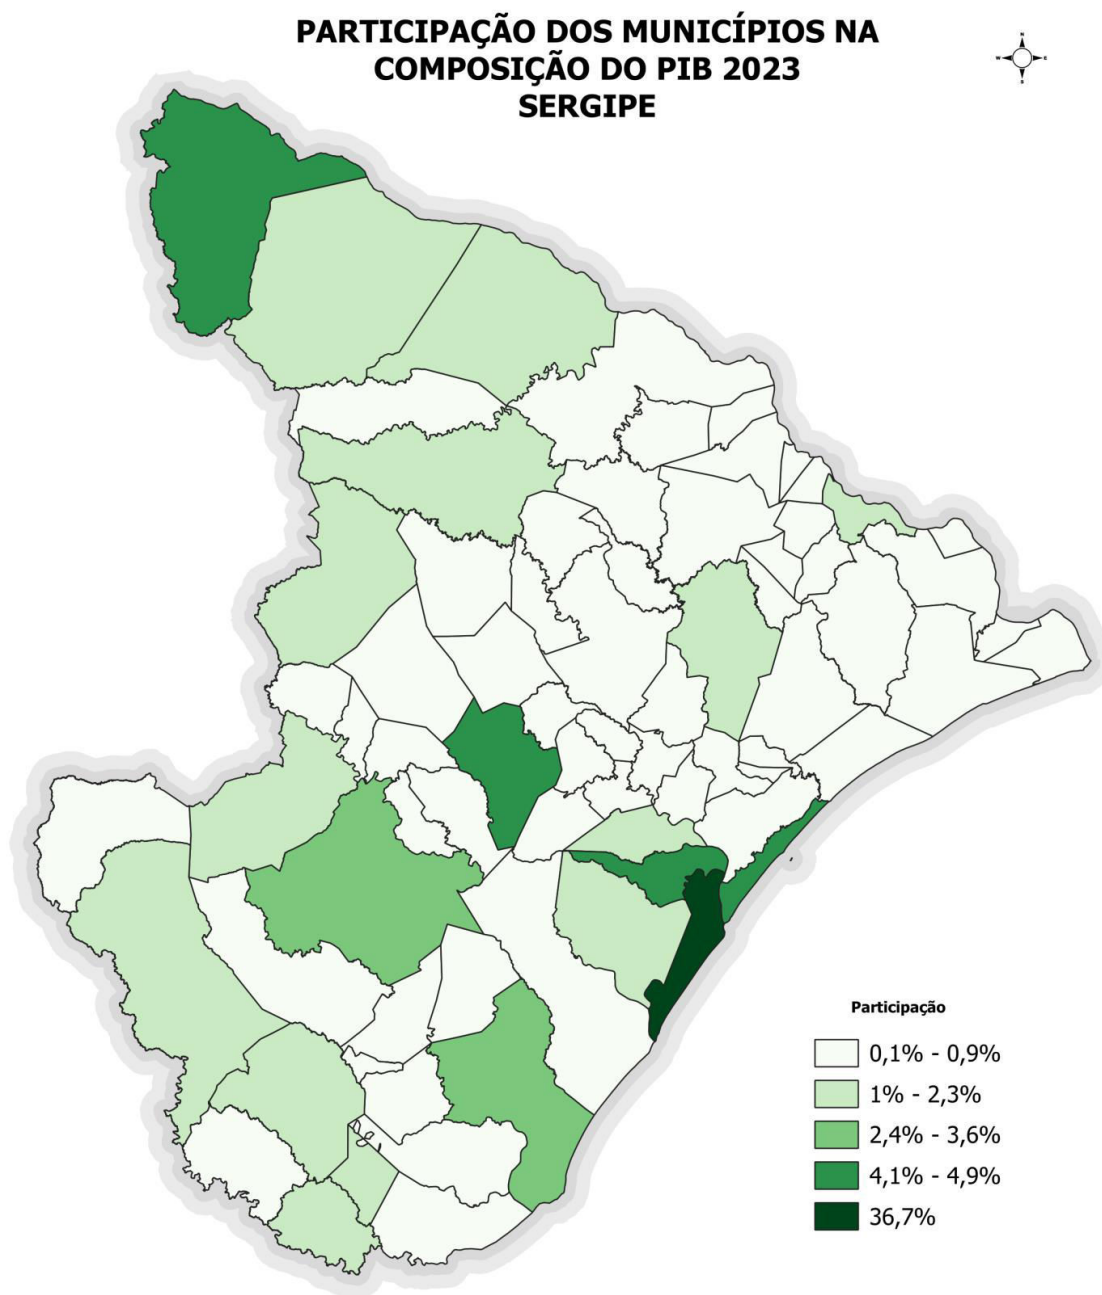 PARTICIPAÇÃO DOS MUNICÍPIOS NA
COMPOSIÇÃO DO PIB 2023
SERGIPE
N
W
E
S
Participação
0,1% - 0,9%
1% - 2,3%
2,4% - 3,6%
4,1% - 4,9%
36,7%